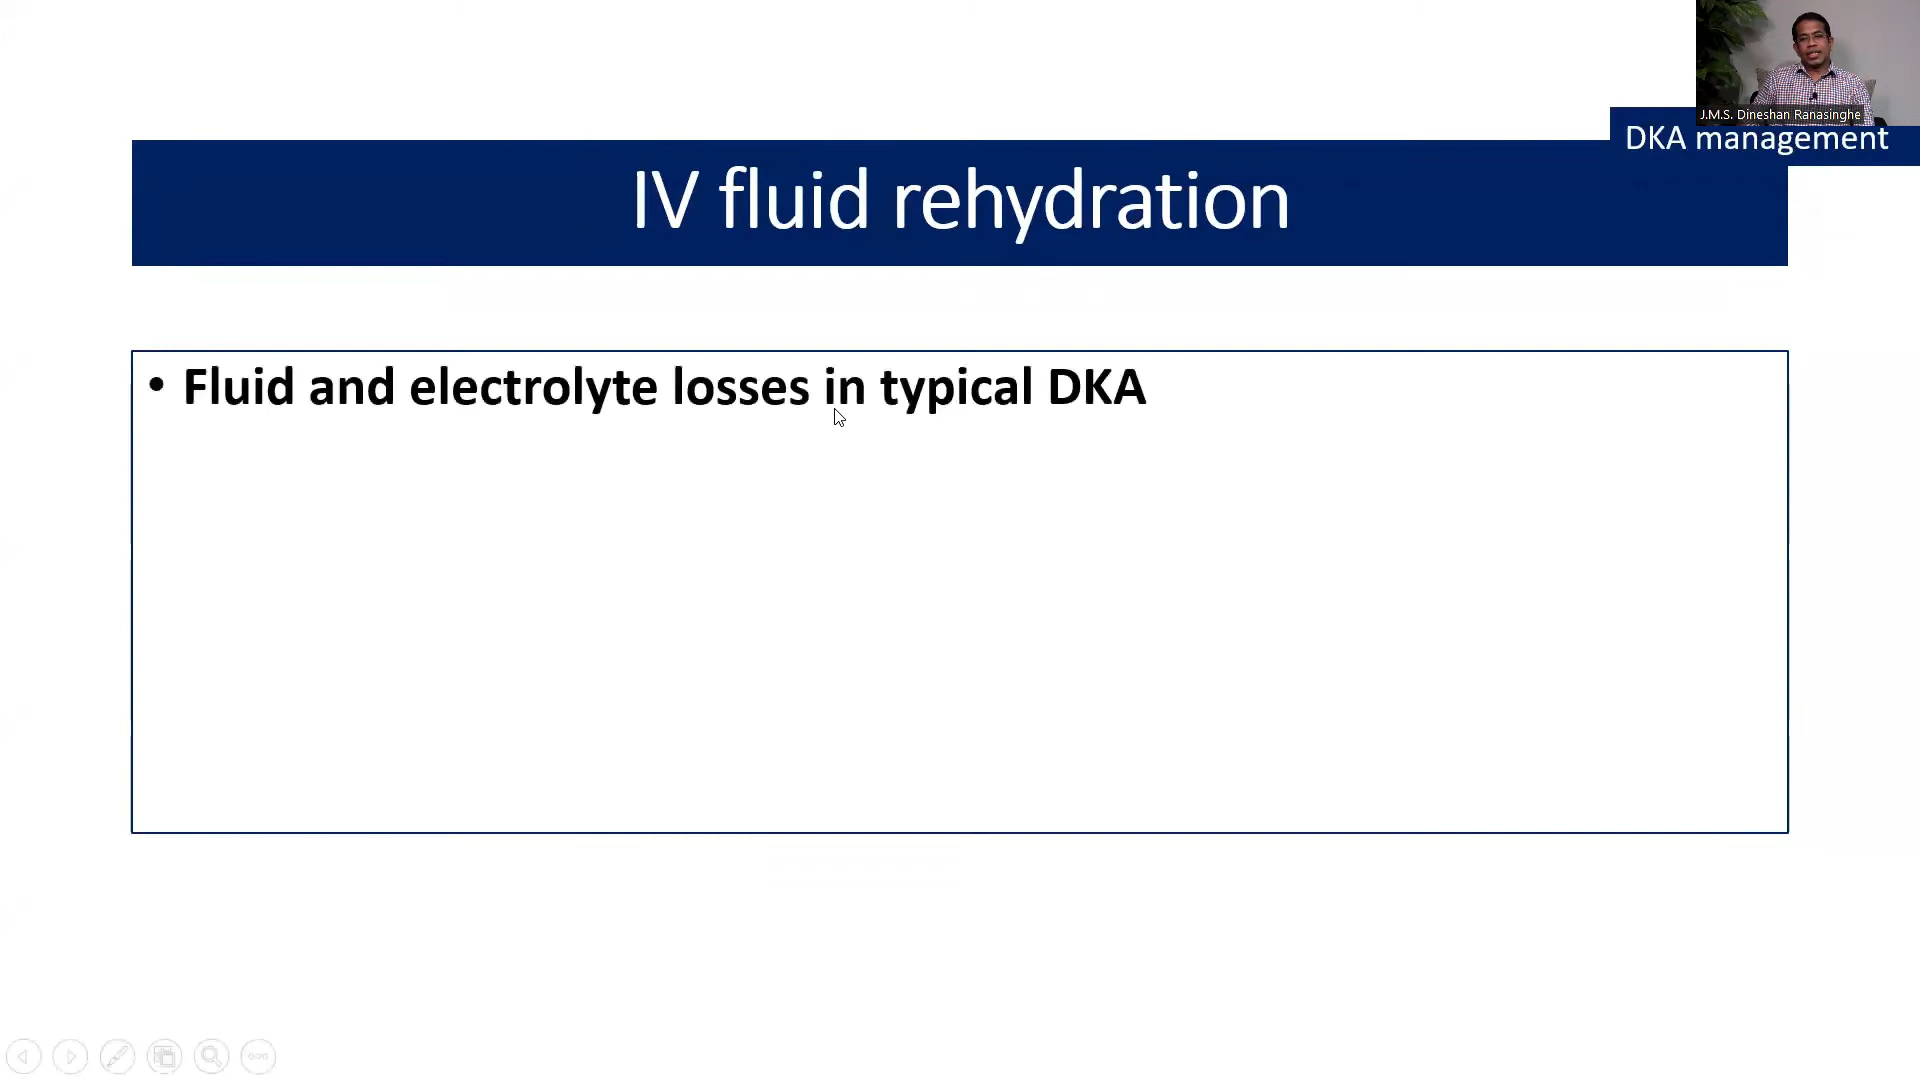 J.M.S. Dineshan Ranasinghe
DKA management
IV fluid rehydration
• Fluid and electrolyte losses in typical DKA